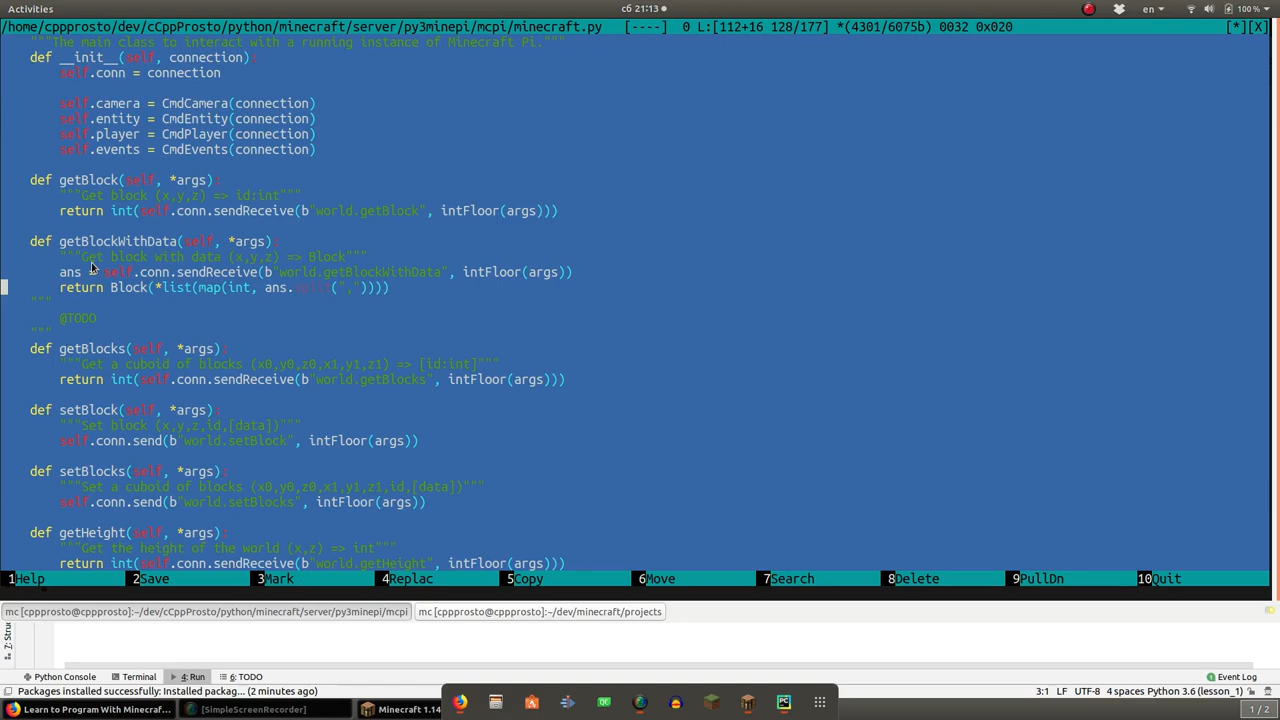 Activities
сб 21:13
en
100 %
/home/cppprosto/dev/cCppProsto/python/minecraft/server/py3minepi/mcpi/minecraft.py [----] 0 L:[112+16 128/177] *(4301/6075b) 0032 0x020 [*][X]
"""The main class to interact with a running instance of Minecraft Pi."""
def __init__(self, connection):
self.conn = connection
self.camera = CmdCamera(connection)
self.entity = CmdEntity(connection)
self.player = CmdPlayer(connection)
self.events = CmdEvents(connection)
def getBlock(self, *args):
"""Get block (x,y,z) => id:int"""
return int(self.conn.sendReceive(b"world.getBlock", intFloor(args)))
def getBlockWithData(self, *args):
"""Get block with data (x,y,z) => Block"""
ans = self.conn.sendReceive(b"world.getBlockWithData", intFloor(args))
return Block(*list(map(int, ans.split(","))))
"""
@TODO
"""
def getBlocks(self, *args):
"""Get a cuboid of blocks (x0,y0,z0,x1,y1,z1) => [id:int]"""
return int(self.conn.sendReceive(b"world.getBlocks", intFloor(args)))
def setBlock(self, *args):
"""Set block (x,y,z,id,[data])"""
self.conn.send(b"world.setBlock", intFloor(args))
def setBlocks(self, *args):
"""Set a cuboid of blocks (x0,y0,z0,x1,y1,z1,id,[data])"""
self.conn.send(b"world.setBlocks", intFloor(args))
def getHeight(self, *args):
"""Get the height of the world (x,z) => int"""
return int(self.conn.sendReceive(b"world.getHeight", intFloor(args)))
1Help 2Save 3Mark 4Replac 5Copy 6Move 7Search 8Delete 9PullDn 10Quit
mc [cppprosto@cppprosto]:~/dev/cCppProsto/python/minecraft/server/py3minepi/mcpi
mc [cppprosto@cppprosto]:~/dev/minecraft/projects
Z: Stru
Python Console Terminal 4: Run 6: TODO Event Log
Packages installed successfully: Installed packag... (2 minutes ago)
3:1 LF UTF-8 4 spaces Python 3.6 (lesson_1)
Learn to Program With Minecraf...
[SimpleScreenRecorder]
Minecraft 1.14
QC
PC
1 / 2